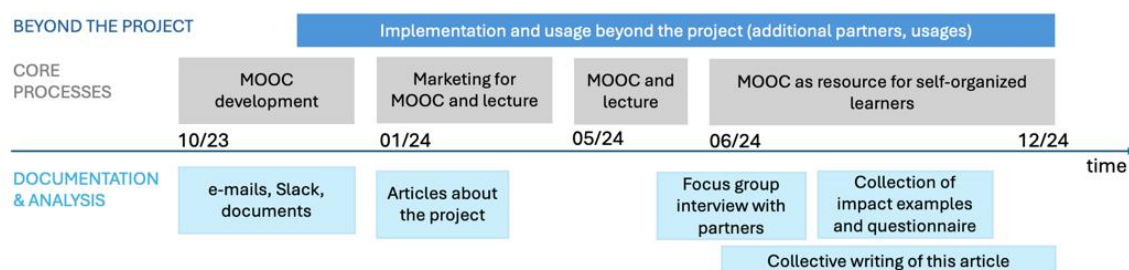 BEYOND THE PROJECT
Implementation and usage beyond the project (additional partners, usages)
CORE
PROCESSES
MOOC
development
Marketing for
MOOC and lecture
MOOC and
lecture
MOOC as resource for self-organized
learners
10/23
01/24
05/24
06/24
12/24
time
DOCUMENTATION
& ANALYSIS
e-mails, Slack,
documents
Articles about
the project
Focus group
interview with
partners
Collection of
impact examples
and questionnaire
Collective writing of this article